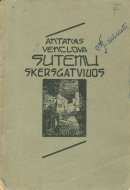 ANTANAS
VENCLOVA
SUTEMŲ
SKERSGATVIUOS